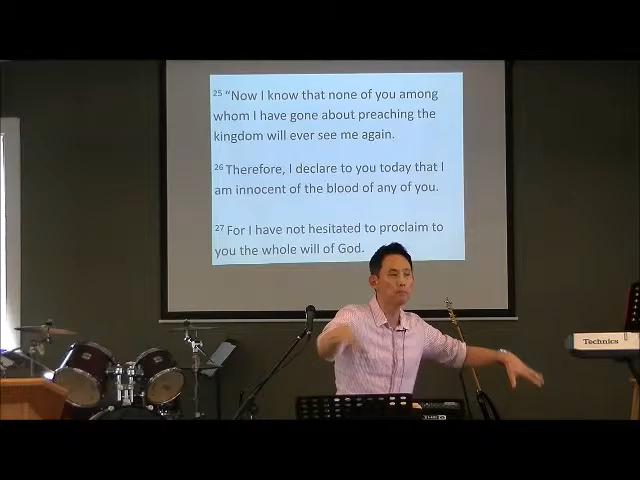 25 “Now I know that none of you among
whom I have gone about preaching the
kingdom will ever see me again.
26 Therefore, I declare to you today that I
am innocent of the blood of any of you.
27 For I have not hesitated to proclaim to
you the whole will of God.
Technics